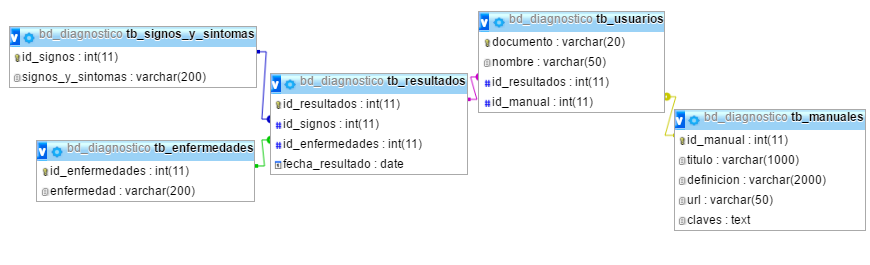 bd_diagnostico tb_signos_y_sintomas
id_signos : int(11)
signos_y_sintomas : varchar(200)
bd_diagnostico tb_enfermedades
id_enfermedades : int(11)
enfermedad : varchar(200)
bd_diagnostico tb_resultados
id_resultados : int(11)
id_signos : int(11)
id_enfermedades : int(11)
fecha_resultado : date
bd_diagnostico tb_usuarios
documento : varchar(20)
nombre : varchar(50)
id_resultados : int(11)
id_manual : int(11)
bd_diagnostico tb_manuales
id_manual : int(11)
titulo : varchar(1000)
definicion : varchar(2000)
url : varchar(50)
claves : text